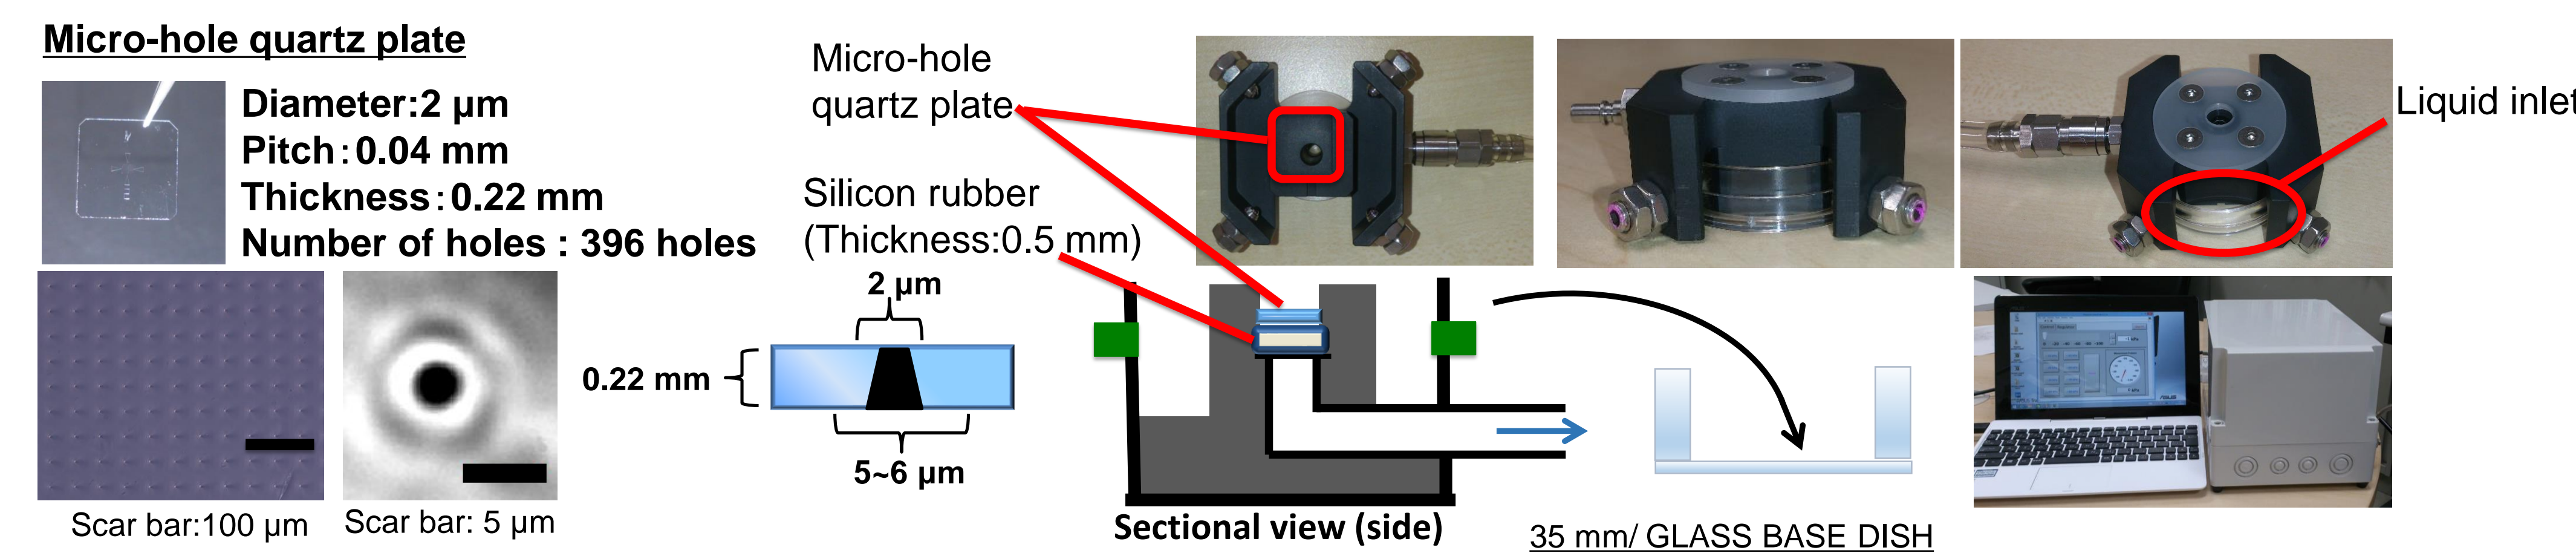 Micro-hole quartz plate
Diameter:2 µm
Pitch：0.04 mm
Thickness：0.22 mm
Number of holes : 396 holes
Scar bar:100 µm
Scar bar: 5 µm
2 µm
0.22 mm
5~6 µm
Micro-hole
quartz plate
Silicon rubber
(Thickness:0.5 mm)
Sectional view (side)
35 mm/ GLASS BASE DISH
Liquid inlet
ASUS